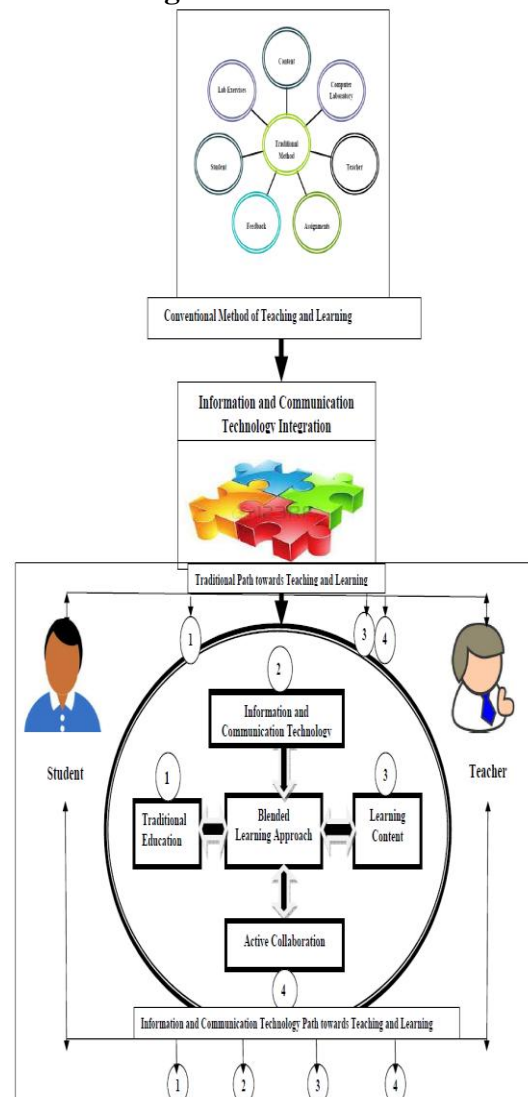 Content
Lab Exercises
Computer
Laboratory
Traditional
Method
Student
Teacher
Feedback
Assignments
Conventional Method of Teaching and Learning
Information and Communication
Technology Integration
Traditional Path towards Teaching and Learning
1
3
4
2
Information and
Communication Technology
Student
Teacher
1
3
Traditional
Education
Blended
Learning Approach
Learning
Content
Active Collaboration
4
Information and Communication Technology Path towards Teaching and Learning
1
2
3
4